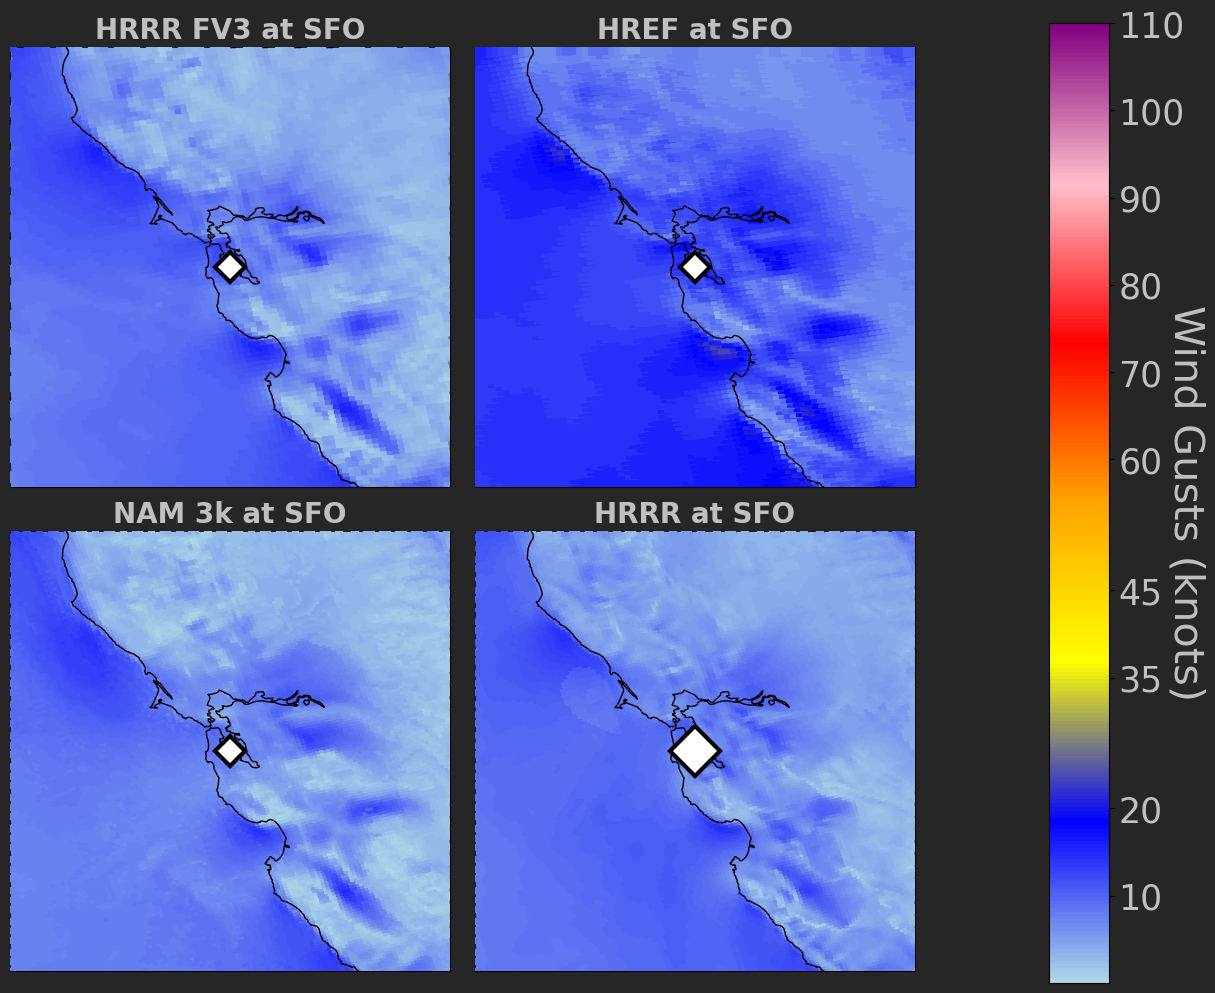 HRRR FV3 at SFO
HREF at SFO
NAM 3k at SFO
HRRR at SFO
110
100
90
80
70
60
45
35
20
10
Wind Gusts (knots)